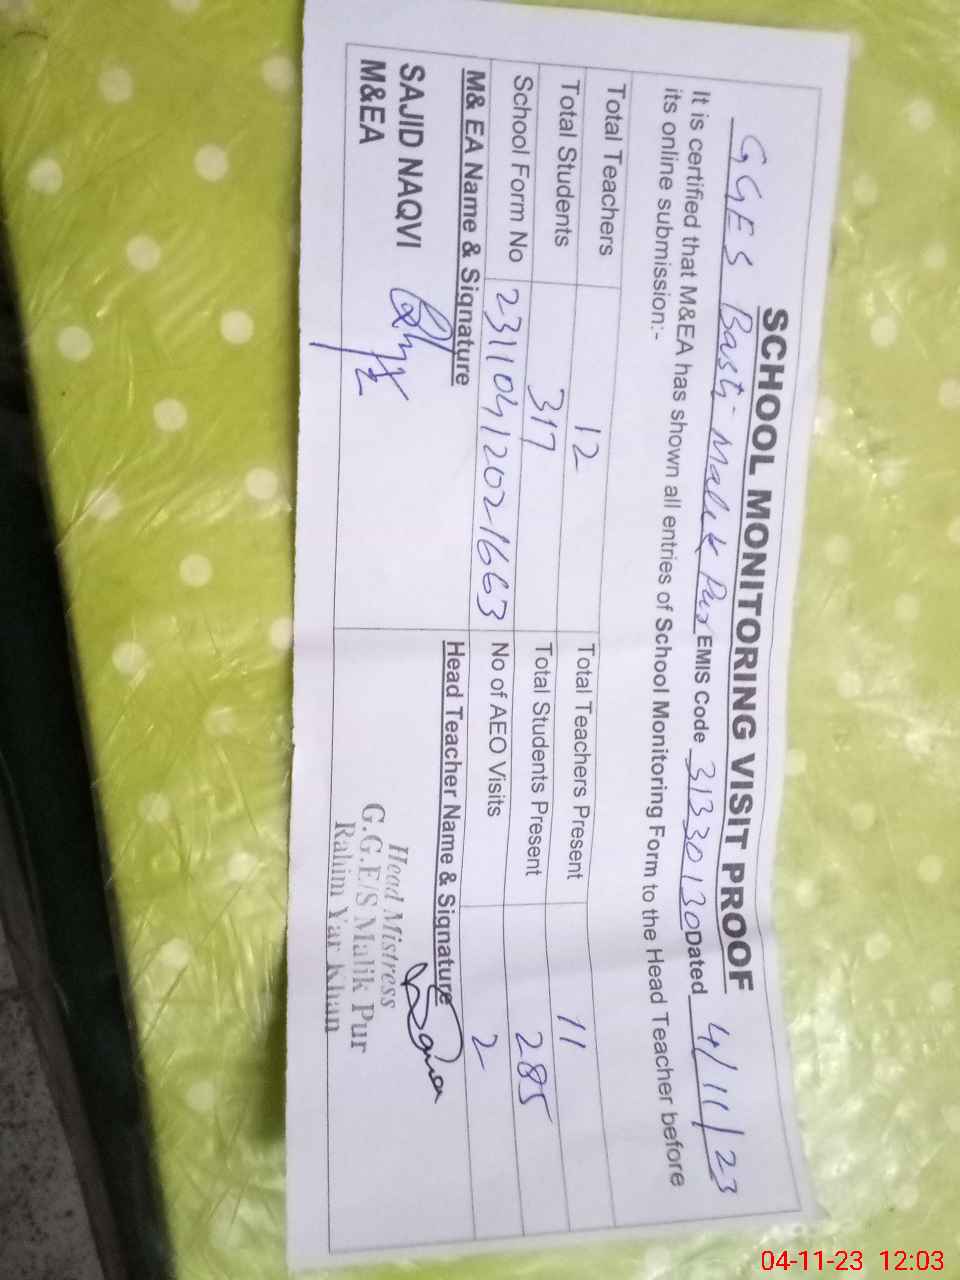 SCHOOL MONITORING VISIT PROOF
GGES Basti Malik Pur EMIS Code 31330130 Dated 4/11/23
It is certified that M&EA has shown all entries of School Monitoring Form to the Head Teacher before
its online submission:-
Total Teachers 12 Total Teachers Present 11
Total Students 317 Total Students Present 285
School Form No 231104120216 63 No of AEO Visits 2
M& EA Name & Signature Head Teacher Name & Signature
SAJID NAQVI
M&EA
Head Mistress
G.G.E/S Malik Pur
Rahim Yar Khan
04-11-23 12:03